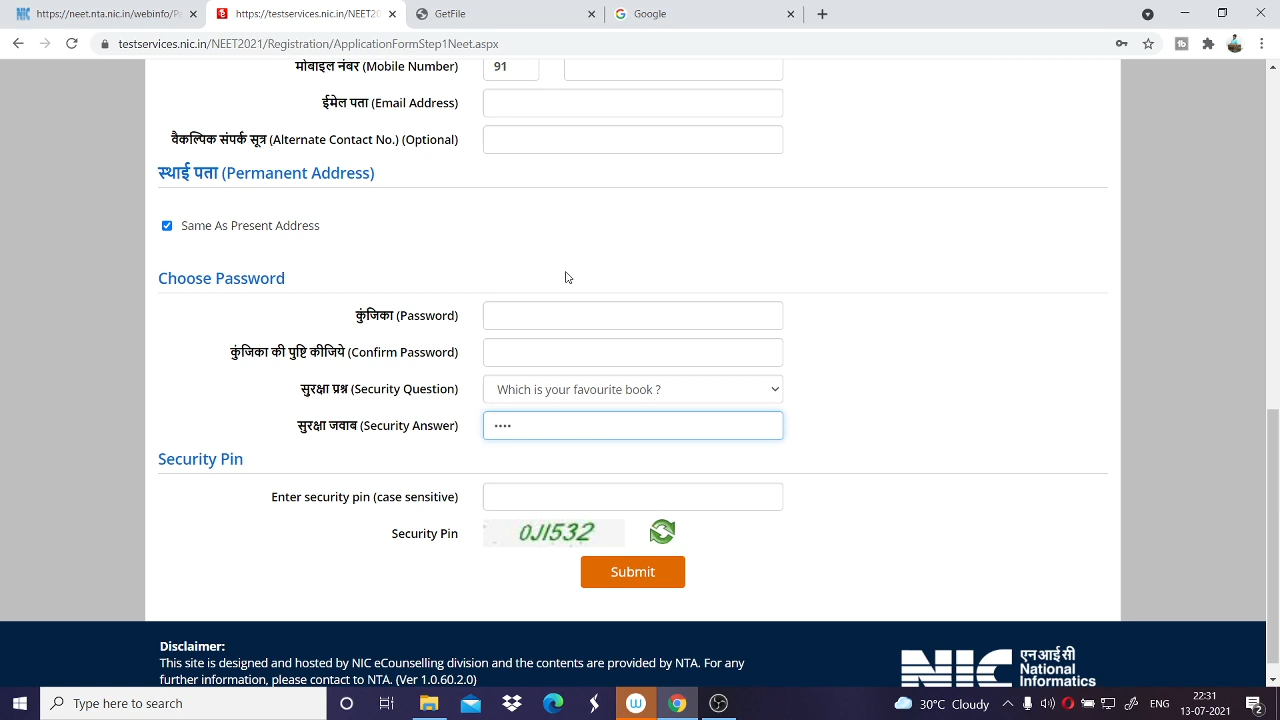 https://neet.nta.nic.in/webinfo/Pa
https://testservices.nic.in/NEET20
GetFile
Google
testservices.nic.in/NEET2021/Registration/ApplicationFormStep1Neet.aspx
मोबाइल नंबर (Mobile Number) 91
ईमेल पता (Email Address)
वैकल्पिक संपर्क सूत्र (Alternate Contact No.) (Optional)
स्थाई पता (Permanent Address)
Same As Present Address
Choose Password
कुंजिका (Password)
कुंजिका की पुष्टि कीजिये (Confirm Password)
सुरक्षा प्रश्न (Security Question) Which is your favourite book ?
सुरक्षा जवाब (Security Answer) ••••
Security Pin
Enter security pin (case sensitive)
Security Pin 0JI532
Submit
Disclaimer:
This site is designed and hosted by NIC eCounselling division and the contents are provided by NTA. For any
further information, please contact to NTA. (Ver 1.0.60.2.0)
NIC एनआईसी
National
Informatics
Type here to search
30°C Cloudy
ENG
22:31
13-07-2021
2